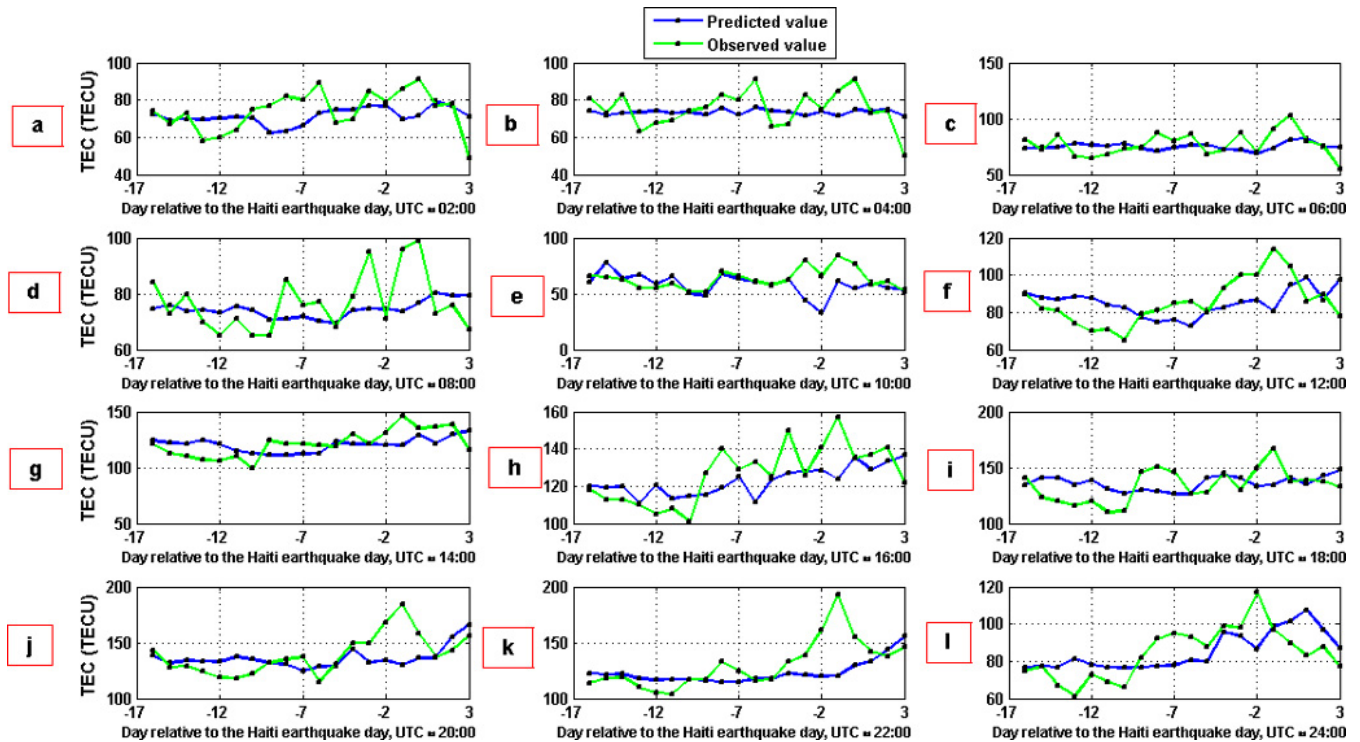 Predicted value
Observed value
a
TEC (TECU)
100
80
60
40
-17 -12 -7 -2 3
Day relative to the Haiti earthquake day, UTC = 02:00
b
100
80
60
40
-17 -12 -7 -2 3
Day relative to the Haiti earthquake day, UTC = 04:00
c
150
100
50
-17 -12 -7 -2 3
Day relative to the Haiti earthquake day, UTC = 06:00
d
100
80
60
-17 -12 -7 -2 3
Day relative to the Haiti earthquake day, UTC = 08:00
e
100
50
0
-17 -12 -7 -2 3
Day relative to the Haiti earthquake day, UTC = 10:00
f
120
100
80
60
-17 -12 -7 -2 3
Day relative to the Haiti earthquake day, UTC = 12:00
g
TEC (TECU)
150
100
50
-17 -12 -7 -2 3
Day relative to the Haiti earthquake day, UTC = 14:00
h
160
140
120
100
-17 -12 -7 -2 3
Day relative to the Haiti earthquake day, UTC = 16:00
i
200
150
100
-17 -12 -7 -2 3
Day relative to the Haiti earthquake day, UTC = 18:00
j
TEC (TECU)
200
150
100
-17 -12 -7 -2 3
Day relative to the Haiti earthquake day, UTC = 20:00
k
200
150
100
-17 -12 -7 -2 3
Day relative to the Haiti earthquake day, UTC = 22:00
l
120
100
80
60
-17 -12 -7 -2 3
Day relative to the Haiti earthquake day, UTC = 24:00